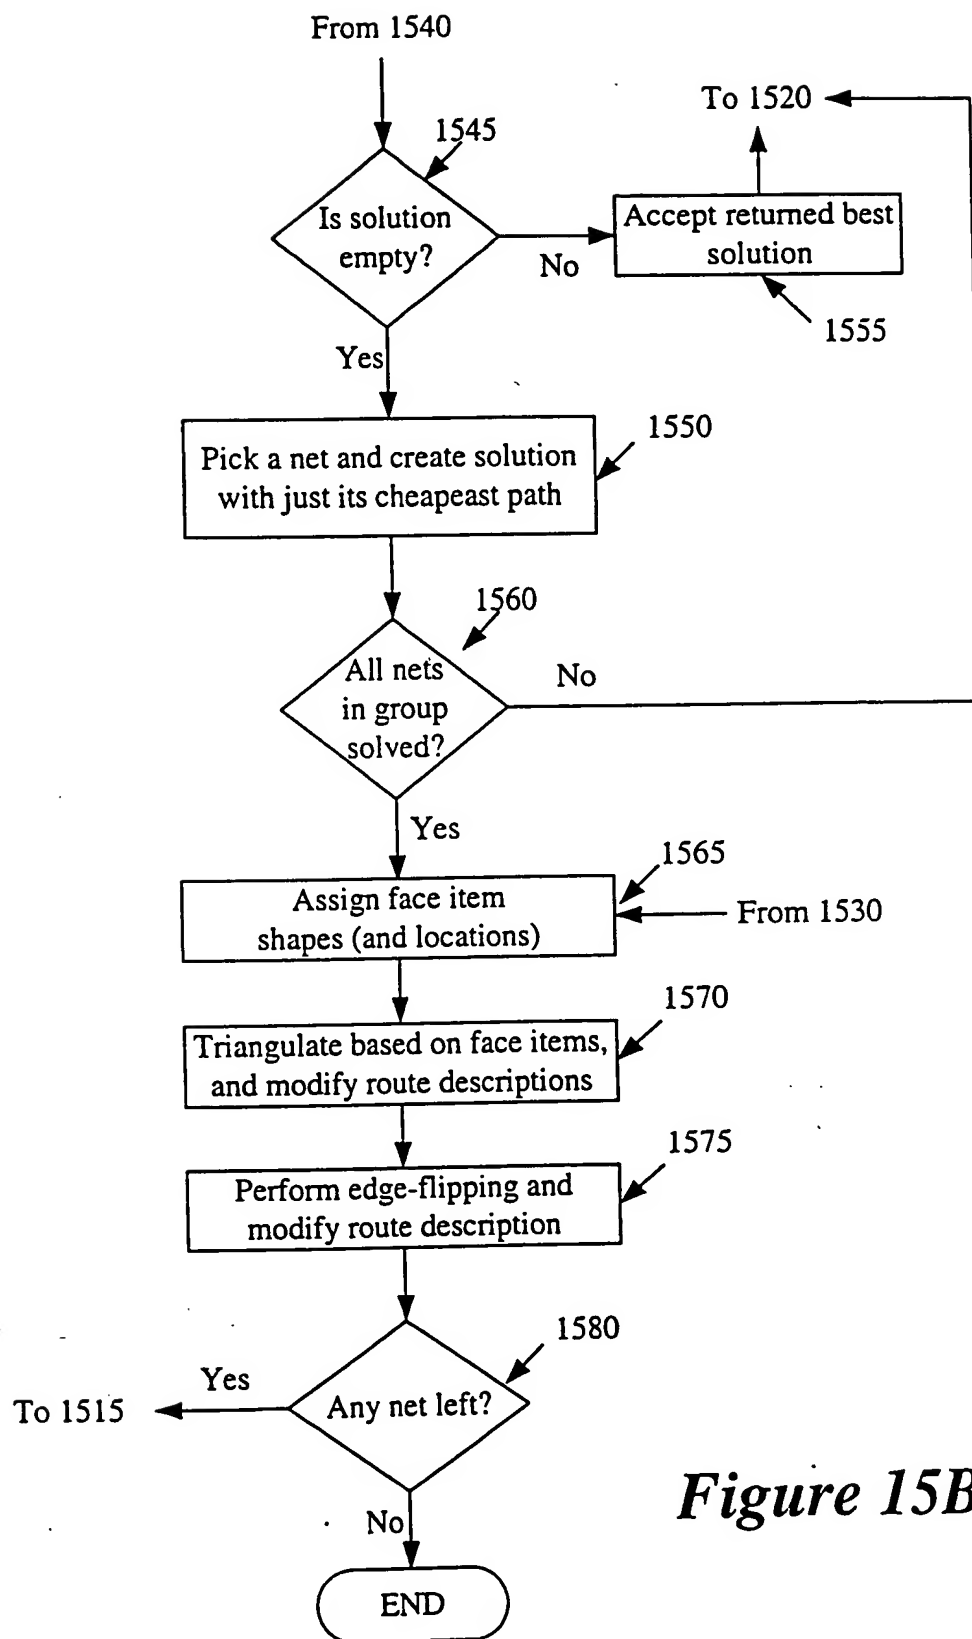 From 1540
To 1520
1545
Is solution
empty?
No
Accept returned best
solution
1555
Yes
Pick a net and create solution
with just its cheapeast path
1550
1560
All nets
in group
solved?
No
Yes
1565
Assign face item
shapes (and locations)
From 1530
1570
Triangulate based on face items,
and modify route descriptions
1575
Perform edge-flipping and
modify route description
1580
Any net left?
Yes
To 1515
No
END
Figure 15B